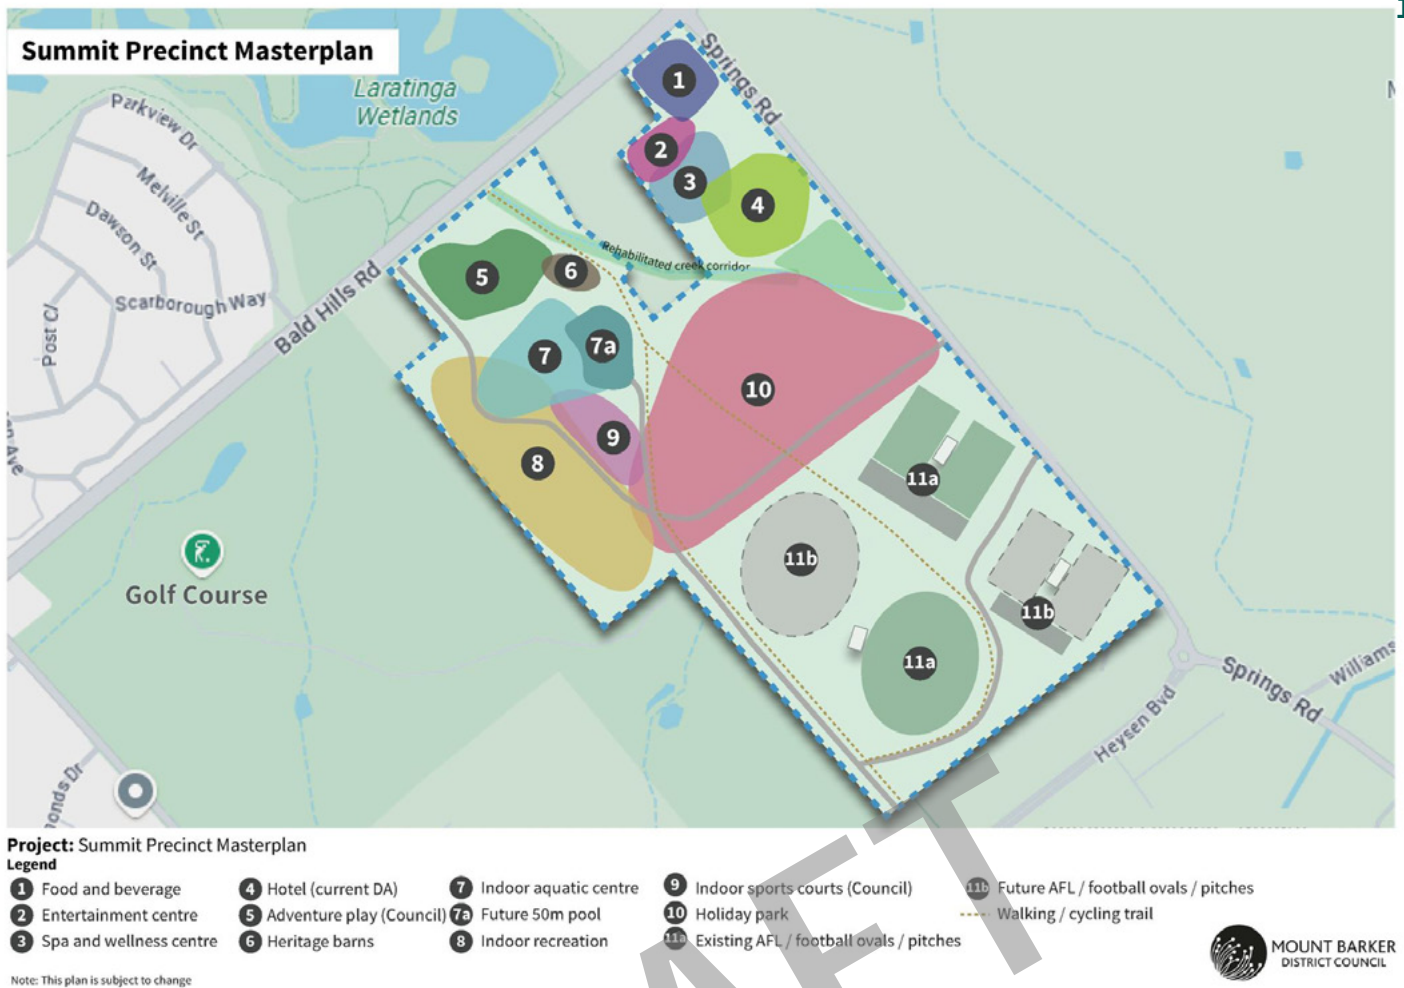 Summit Precinct Masterplan
Laratinga
Wetlands
Springs Rd
Parkview Dr
Melville St
Dawson St
Scarborough Way
Post Cl
Bald Hills Rd
Rehabilitated creek corridor
1
2
3
4
5
6
7
7a
8
9
10
11a
11b
11b
11a
Golf Course
Springs Rd
Williams
Heysen Bvd
onds Dr
Ave
Project: Summit Precinct Masterplan
Legend
1 Food and beverage
2 Entertainment centre
3 Spa and wellness centre
4 Hotel (current DA)
5 Adventure play (Council)
6 Heritage barns
7 Indoor aquatic centre
7a Future 50m pool
8 Indoor recreation
9 Indoor sports courts (Council)
10 Holiday park
11a Existing AFL / football ovals / pitches
11b Future AFL / football ovals / pitches
Walking / cycling trail
Note: This plan is subject to change
MOUNT BARKER
DISTRICT COUNCIL
AFT